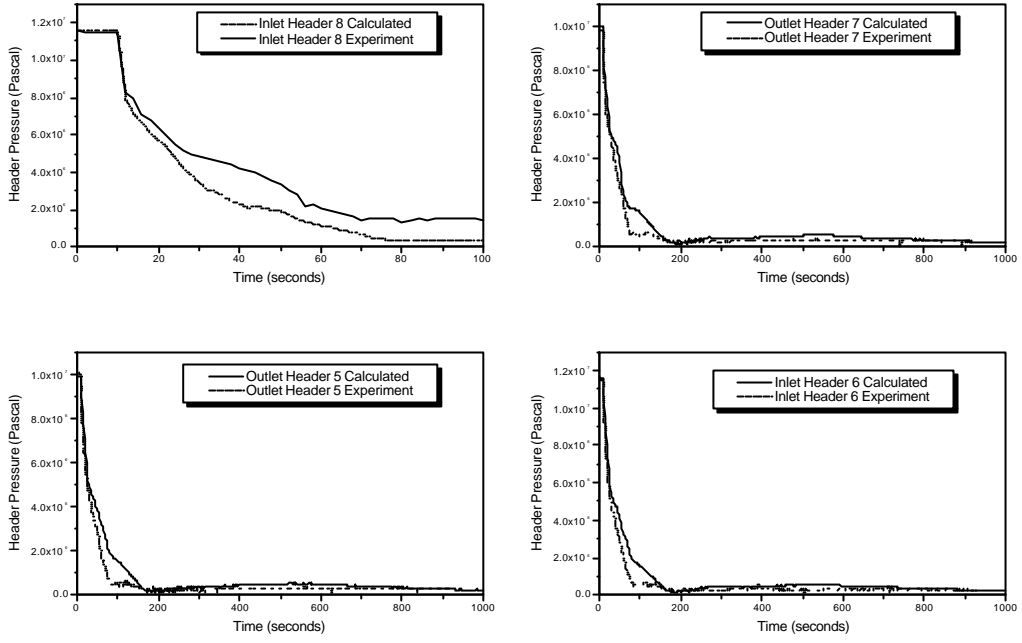 Inlet Header 8 Calculated
Inlet Header 8 Experiment
Header Pressure (Pascal)
1.2x10⁷
1.0x10⁷
8.0x10⁶
6.0x10⁶
4.0x10⁶
2.0x10⁶
0.0
0 20 40 60 80 100
Time (seconds)
Outlet Header 7 Calculated
Outlet Header 7 Experiment
Header Pressure (Pascal)
1.0x10⁷
8.0x10⁶
6.0x10⁶
4.0x10⁶
2.0x10⁶
0.0
0 200 400 600 800 1000
Time (seconds)
Outlet Header 5 Calculated
Outlet Header 5 Experiment
Header Pressure (Pascal)
1.0x10⁷
8.0x10⁶
6.0x10⁶
4.0x10⁶
2.0x10⁶
0.0
0 200 400 600 800 1000
Time (seconds)
Inlet Header 6 Calculated
Inlet Header 6 Experiment
Header Pressure (Pascal)
1.2x10⁷
1.0x10⁷
8.0x10⁶
6.0x10⁶
4.0x10⁶
2.0x10⁶
0.0
0 200 400 600 800 1000
Time (seconds)